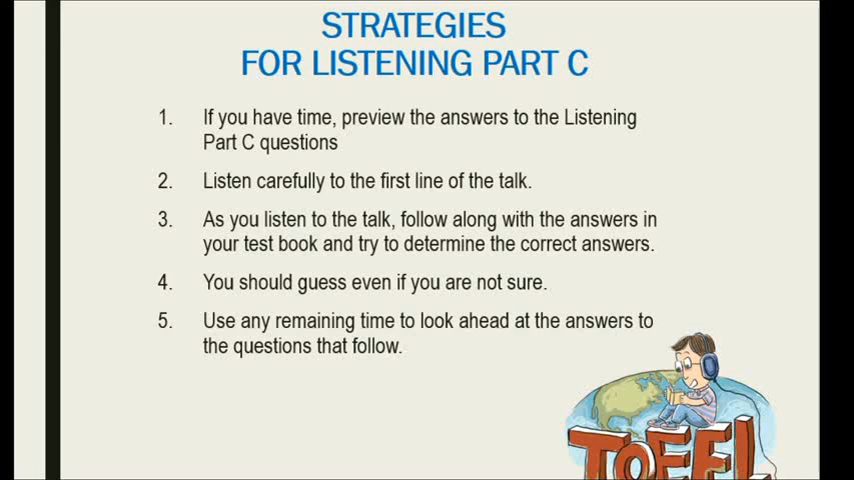 STRATEGIES
FOR LISTENING PART C
1. If you have time, preview the answers to the Listening
Part C questions
2. Listen carefully to the first line of the talk.
3. As you listen to the talk, follow along with the answers in
your test book and try to determine the correct answers.
4. You should guess even if you are not sure.
5. Use any remaining time to look ahead at the answers to
the questions that follow.
TOEFL